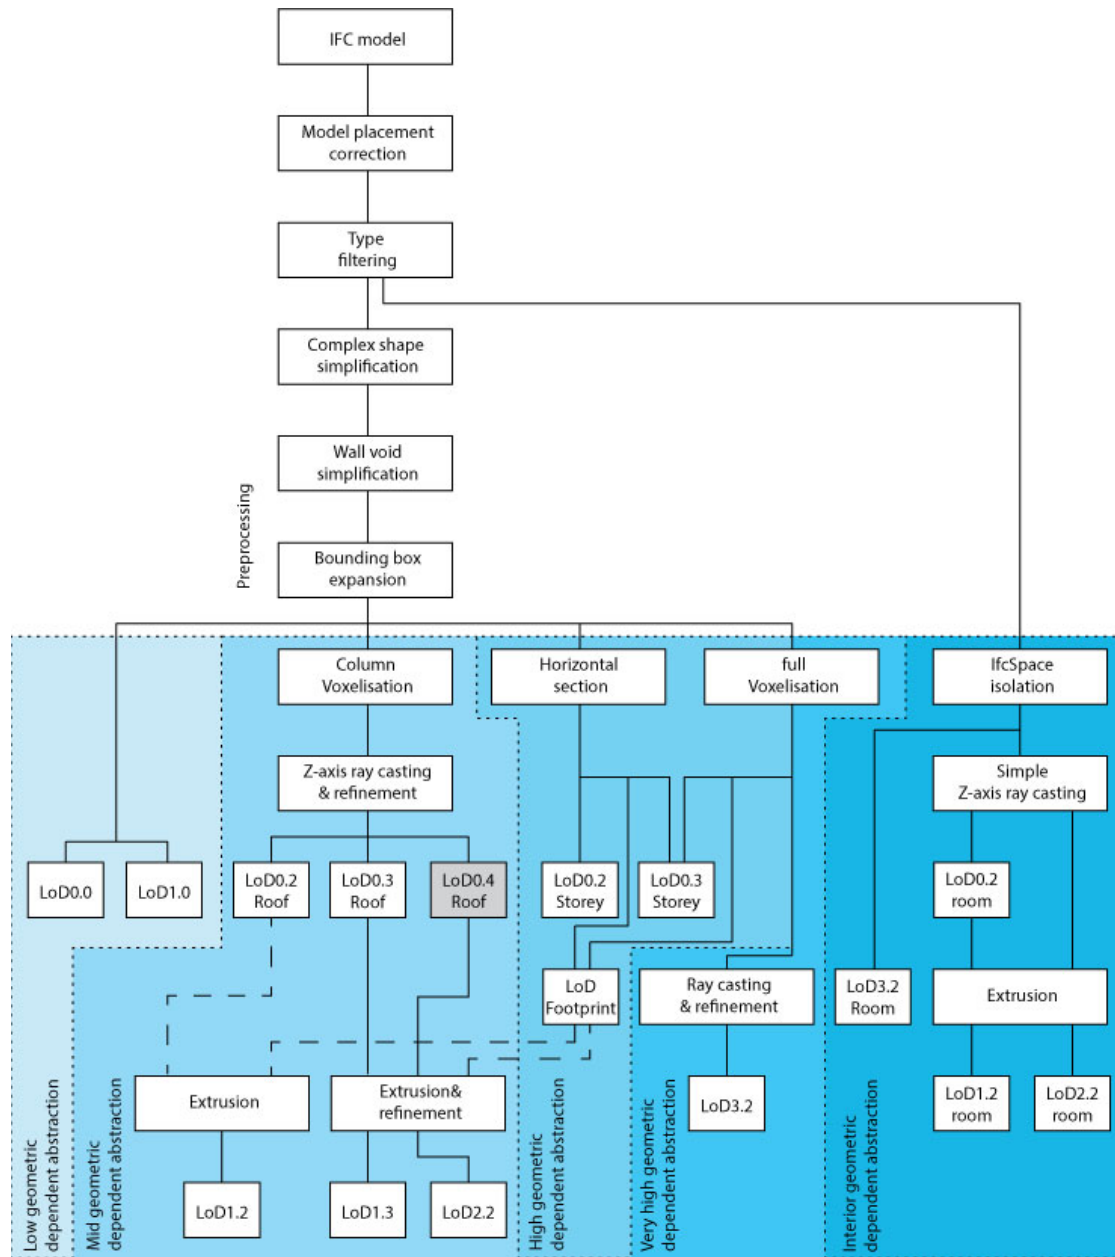 IFC model
Model placement
correction
Type
filtering
Complex shape
simplification
Wall void
simplification
Preprocessing
Bounding box
expansion
Column
Voxelisation
Horizontal
section
full
Voxelisation
IfcSpace
isolation
Z-axis ray casting
& refinement
Simple
Z-axis ray casting
LoD0.0
LoD1.0
LoD0.2
Roof
LoD0.3
Roof
LoD0.4
Roof
LoD0.2
Storey
LoD0.3
Storey
LoD0.2
room
LoD
Footprint
Ray casting
& refinement
LoD3.2
Room
Extrusion
Extrusion
Extrusion&
refinement
LoD3.2
LoD1.2
room
LoD2.2
room
LoD1.2
LoD1.3
LoD2.2
Low geometric
dependent abstraction
Mid geometric
dependent abstraction
High geometric
dependent abstraction
Very high geometric
dependent abstraction
Interior geometric
dependent abstraction